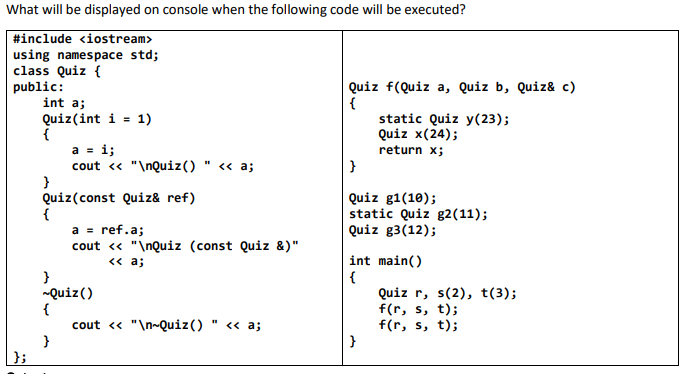 What will be displayed on console when the following code will be executed?
#include <iostream>
using namespace std;
class Quiz {
public:
    int a;
    Quiz(int i = 1)
    {
        a = i;
        cout << "\nQuiz() " << a;
    }
    Quiz(const Quiz& ref)
    {
        a = ref.a;
        cout << "\nQuiz (const Quiz &)"
            << a;
    }
    ~Quiz()
    {
        cout << "\n~Quiz() " << a;
    }
};
Quiz f(Quiz a, Quiz b, Quiz& c)
{
    static Quiz y(23);
    Quiz x(24);
    return x;
}
Quiz g1(10);
static Quiz g2(11);
Quiz g3(12);
int main()
{
    Quiz r, s(2), t(3);
    f(r, s, t);
    f(r, s, t);
}